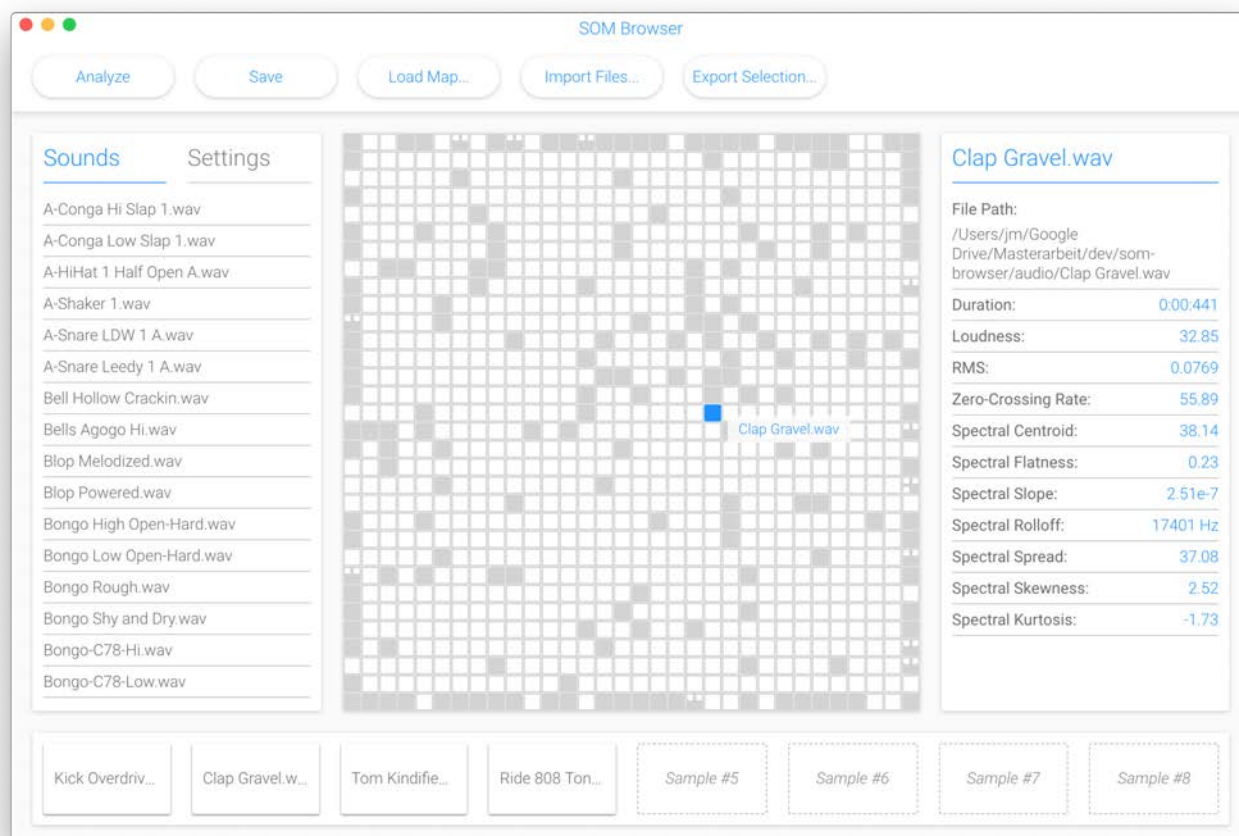 SOM Browser
Analyze
Save
Load Map...
Import Files...
Export Selection...
Sounds
Settings
A-Conga Hi Slap 1.wav
A-Conga Low Slap 1.wav
A-HiHat 1 Half Open A.wav
A-Shaker 1.wav
A-Snare LDW 1 A.wav
A-Snare Leedy 1 A.wav
Bell Hollow Crackin.wav
Bells Agogo Hi.wav
Blop Melodized.wav
Blop Powered.wav
Bongo High Open-Hard.wav
Bongo Low Open-Hard.wav
Bongo Rough.wav
Bongo Shy and Dry.wav
Bongo-C78-Hi.wav
Bongo-C78-Low.wav
Clap Gravel.wav
Clap Gravel.wav
File Path:
/Users/jm/Google
Drive/Masterarbeit/dev/som-
browser/audio/Clap Gravel.wav
Duration: 0:00:441
Loudness: 32.85
RMS: 0.0769
Zero-Crossing Rate: 55.89
Spectral Centroid: 38.14
Spectral Flatness: 0.23
Spectral Slope: 2.51e-7
Spectral Rolloff: 17401 Hz
Spectral Spread: 37.08
Spectral Skewness: 2.52
Spectral Kurtosis: -1.73
Kick Overdriv...
Clap Gravel.w...
Tom Kindifie...
Ride 808 Ton...
Sample #5
Sample #6
Sample #7
Sample #8